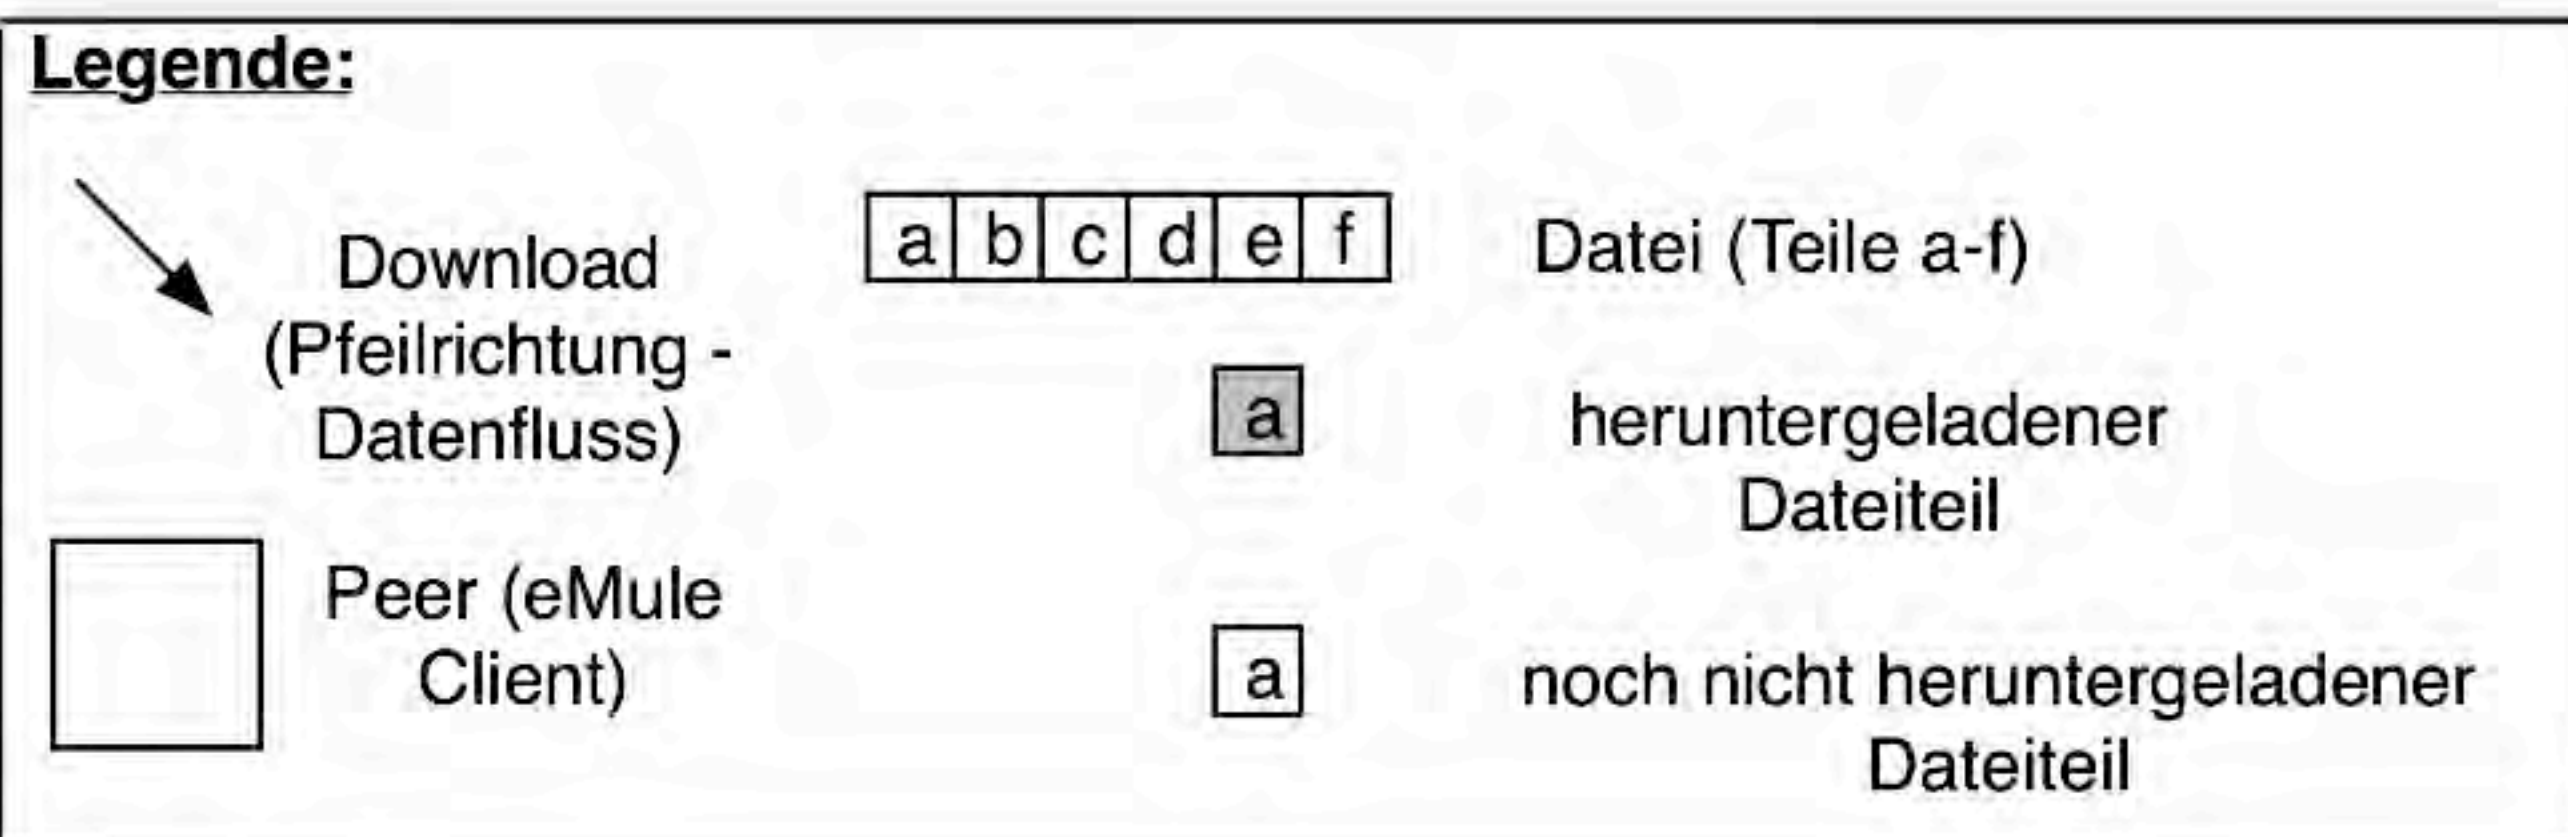 Legende:
Download
(Pfeilrichtung -
Datenfluss)
Peer (eMule
Client)
a b c d e f
Datei (Teile a-f)
a
heruntergeladener
Dateiteil
a
noch nicht heruntergeladener
Dateiteil